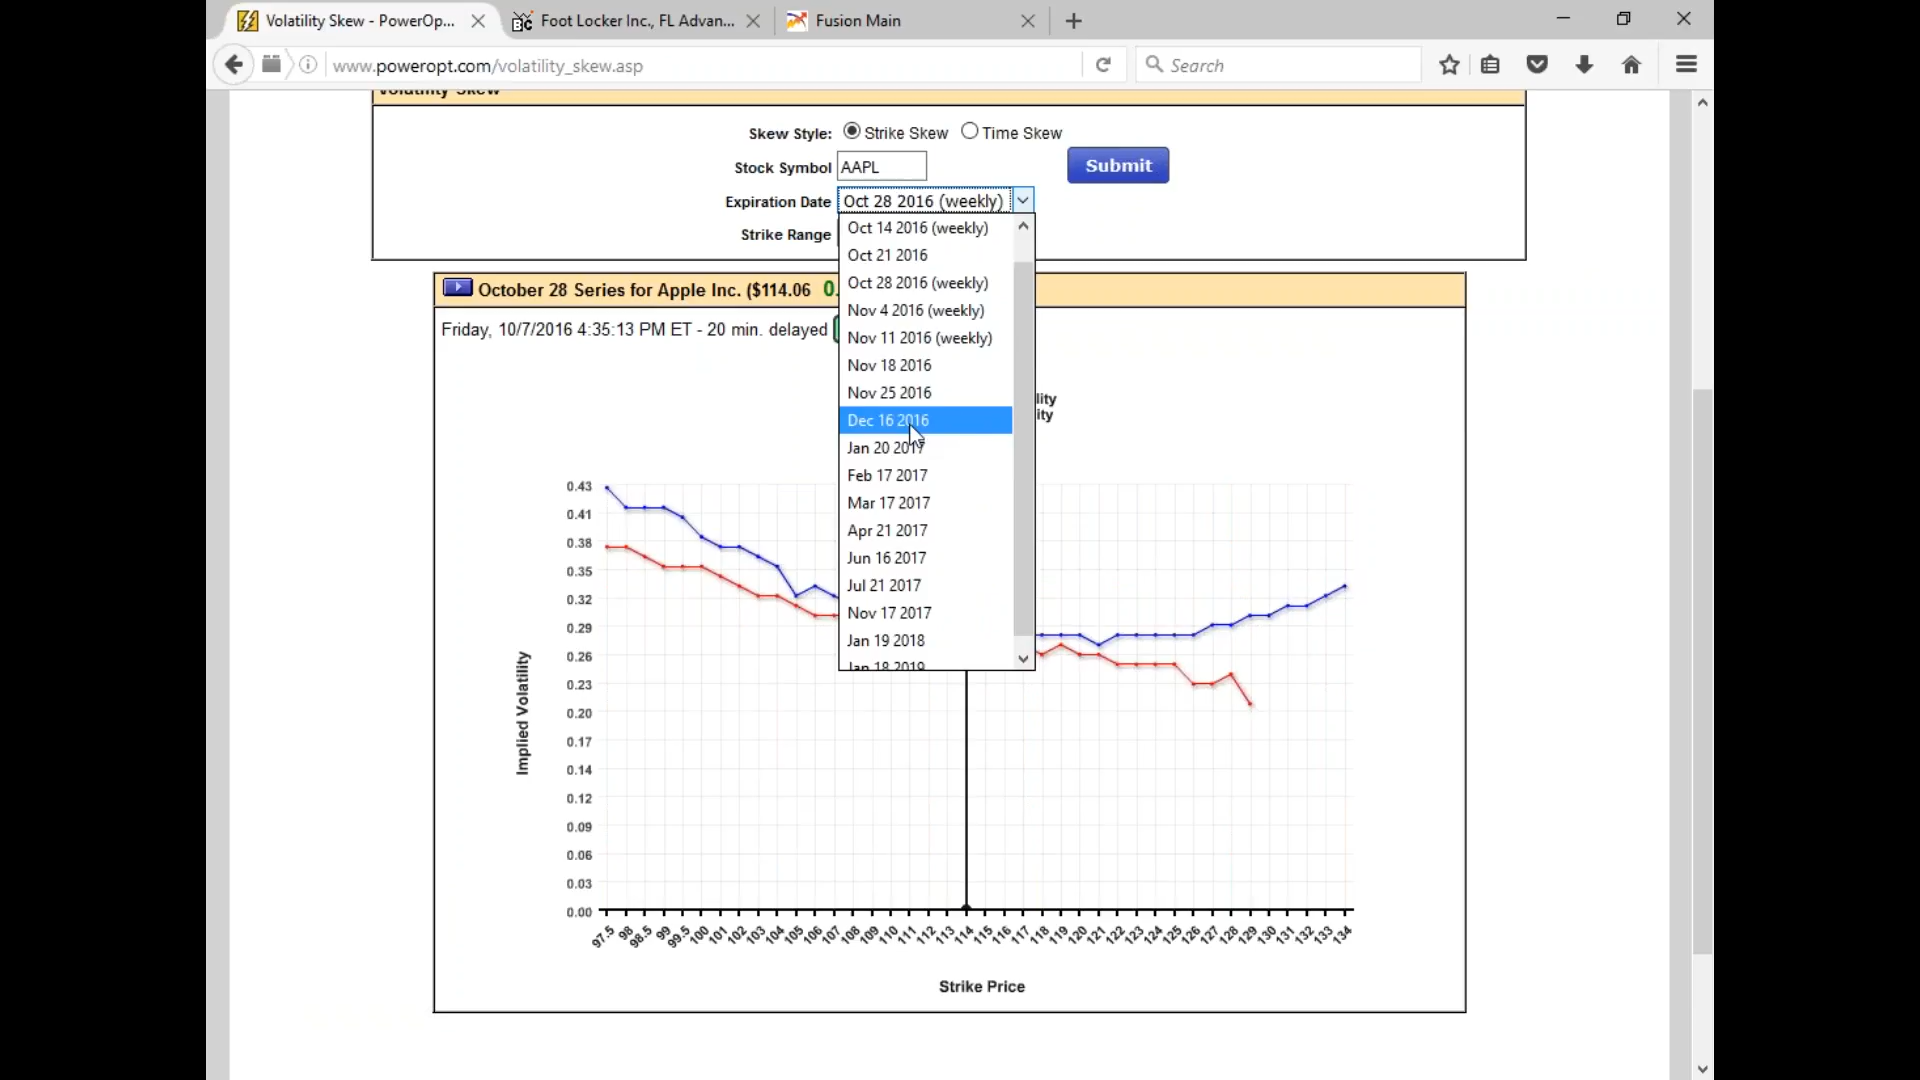 Volatility Skew - PowerOp...
Foot Locker Inc., FL Advan...
Fusion Main
www.poweropt.com/volatility_skew.asp
Search
Volatility Skew
Skew Style: Strike Skew Time Skew
Stock Symbol AAPL
Submit
Expiration Date Oct 28 2016 (weekly)
Strike Range
Oct 14 2016 (weekly)
Oct 21 2016
Oct 28 2016 (weekly)
Nov 4 2016 (weekly)
Nov 11 2016 (weekly)
Nov 18 2016
Nov 25 2016
Dec 16 2016
Jan 20 2017
Feb 17 2017
Mar 17 2017
Apr 21 2017
Jun 16 2017
Jul 21 2017
Nov 17 2017
Jan 19 2018
Jan 18 2019
October 28 Series for Apple Inc. ($114.06 0.
Friday, 10/7/2016 4:35:13 PM ET - 20 min. delayed
lity
ity
0.43
0.41
0.38
0.35
0.32
0.29
0.26
0.23
0.20
0.17
0.14
0.12
0.09
0.06
0.03
0.00
Implied Volatility
97.5 98 98.5 99 99.5 100 101 102 103 104 105 106 107 108 109 110 111 112 113 114 115 116 117 118 119 120 121 122 123 124 125 126 127 128 129 130 131 132 133 134
Strike Price